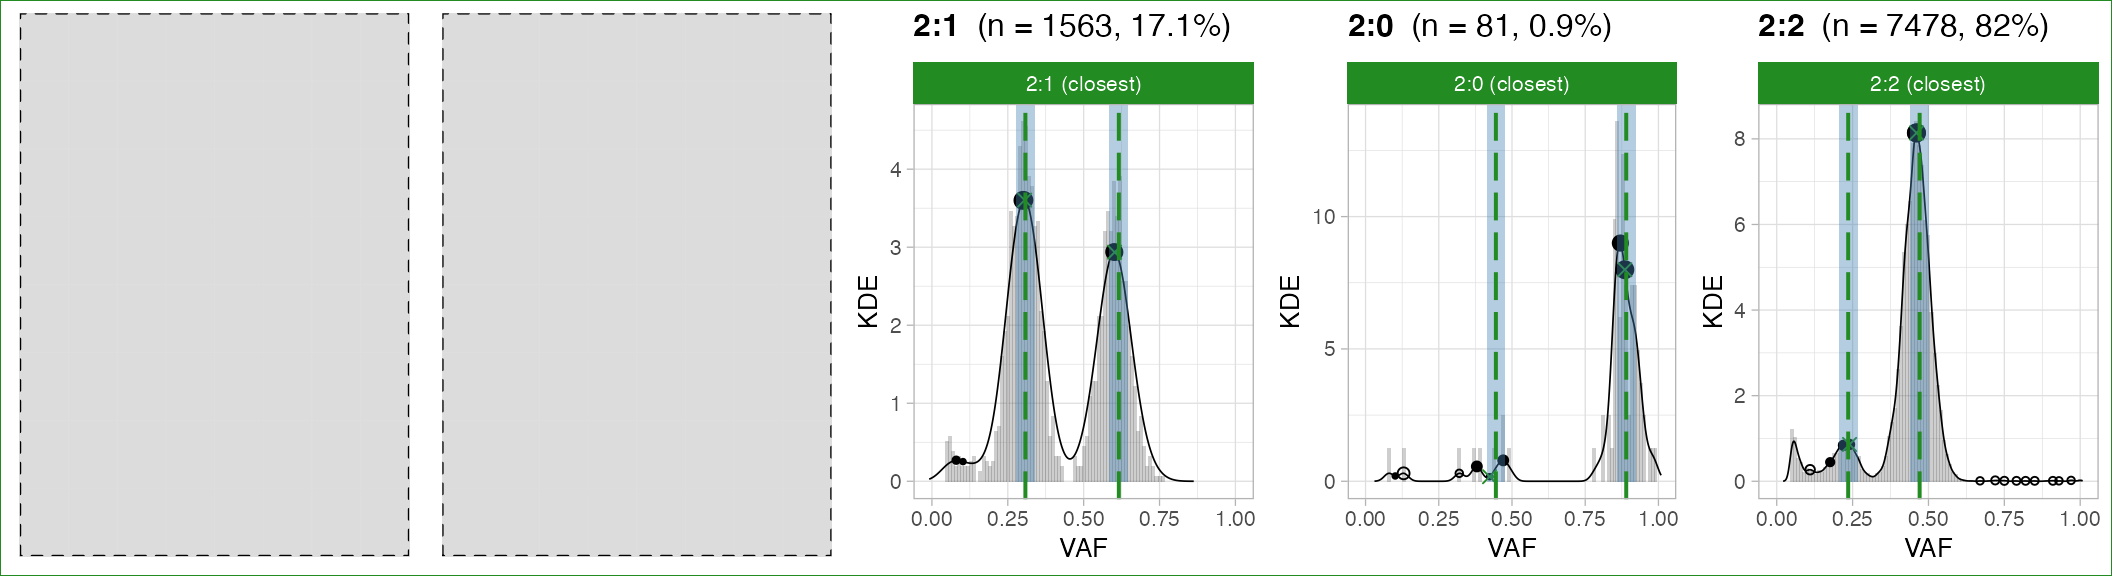 2:1 (n = 1563, 17.1%)
2:1 (closest)
KDE
4
3
2
1
0
0.00 0.25 0.50 0.75 1.00
VAF
2:0 (n = 81, 0.9%)
2:0 (closest)
KDE
10
5
0
0.00 0.25 0.50 0.75 1.00
VAF
2:2 (n = 7478, 82%)
2:2 (closest)
KDE
8
6
4
2
0
0.00 0.25 0.50 0.75 1.00
VAF